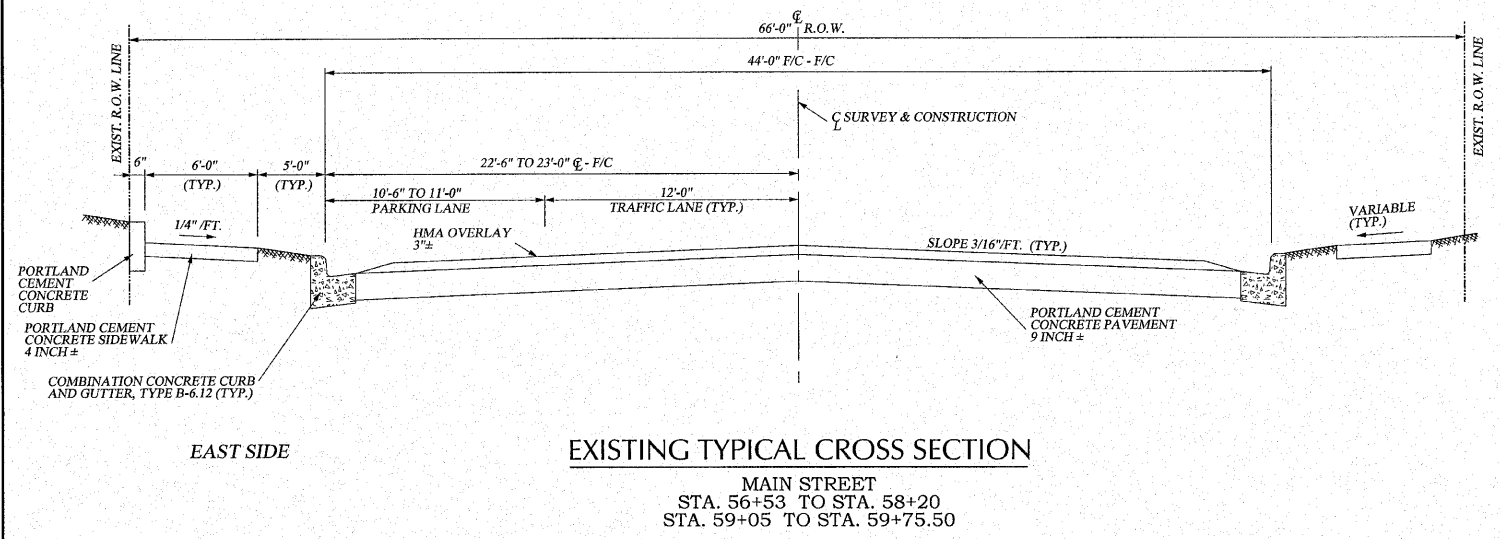 ℄
66'-0" R.O.W.
EXIST. R.O.W. LINE
EXIST. R.O.W. LINE
44'-0" F/C - F/C
℄ SURVEY & CONSTRUCTION
6"
6'-0"
(TYP.)
5'-0"
(TYP.)
22'-6" TO 23'-0" ℄ - F/C
10'-6" TO 11'-0"
PARKING LANE
12'-0"
TRAFFIC LANE (TYP.)
1/4" /FT.
HMA OVERLAY
3"±
SLOPE 3/16"/FT. (TYP.)
VARIABLE
(TYP.)
PORTLAND
CEMENT
CONCRETE
CURB
PORTLAND CEMENT
CONCRETE SIDEWALK
4 INCH ±
COMBINATION CONCRETE CURB
AND GUTTER, TYPE B-6.12 (TYP.)
PORTLAND CEMENT
CONCRETE PAVEMENT
9 INCH ±
EAST SIDE
EXISTING TYPICAL CROSS SECTION
MAIN STREET
STA. 56+53 TO STA. 58+20
STA. 59+05 TO STA. 59+75.50